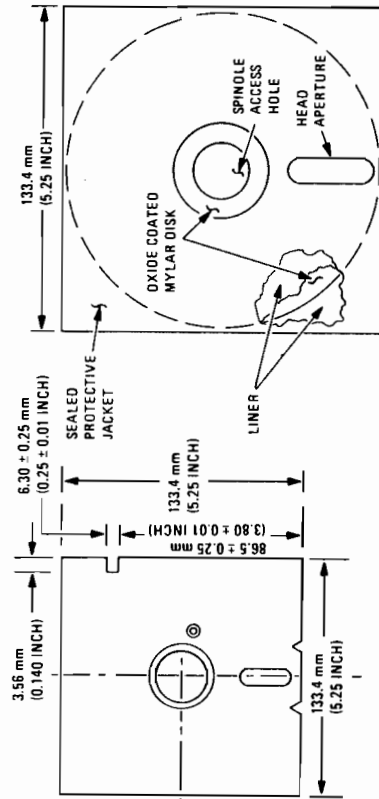 3.56 mm
(0.140 INCH)
6.30 ± 0.25 mm
(0.25 ± 0.01 INCH)
86.5 ± 0.25 mm
(3.80 ± 0.01 INCH)
133.4 mm
(5.25 INCH)
133.4 mm
(5.25 INCH)
133.4 mm
(5.25 INCH)
SEALED
PROTECTIVE
JACKET
OXIDE COATED
MYLAR DISK
SPINDLE
ACCESS
HOLE
HEAD
APERTURE
LINER